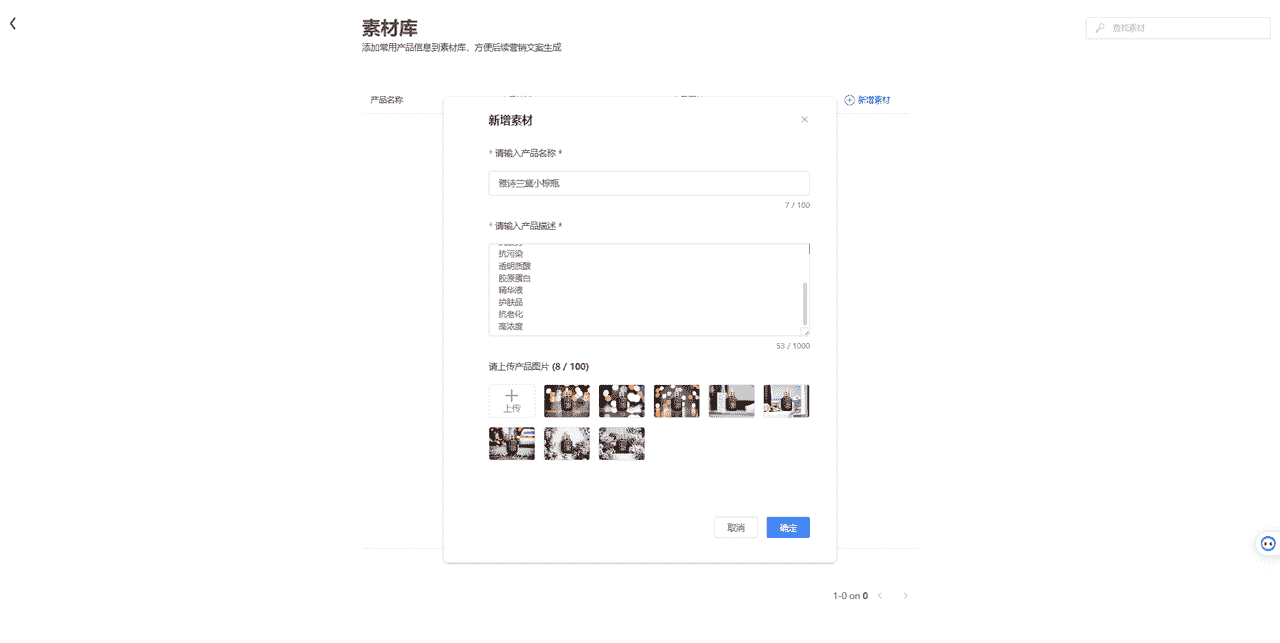 素材库
添加常用产品信息到素材库，方便后续营销文案生成
查找素材
产品名称
新增素材
新增素材
* 请输入产品名称 *
雅诗兰黛小棕瓶
7 / 100
* 请输入产品描述 *
抗污染
透明质酸
胶原蛋白
精华液
护肤品
抗老化
高浓度
53 / 1000
请上传产品图片 (8 / 100)
上传
取消
确定
1-0 on 0